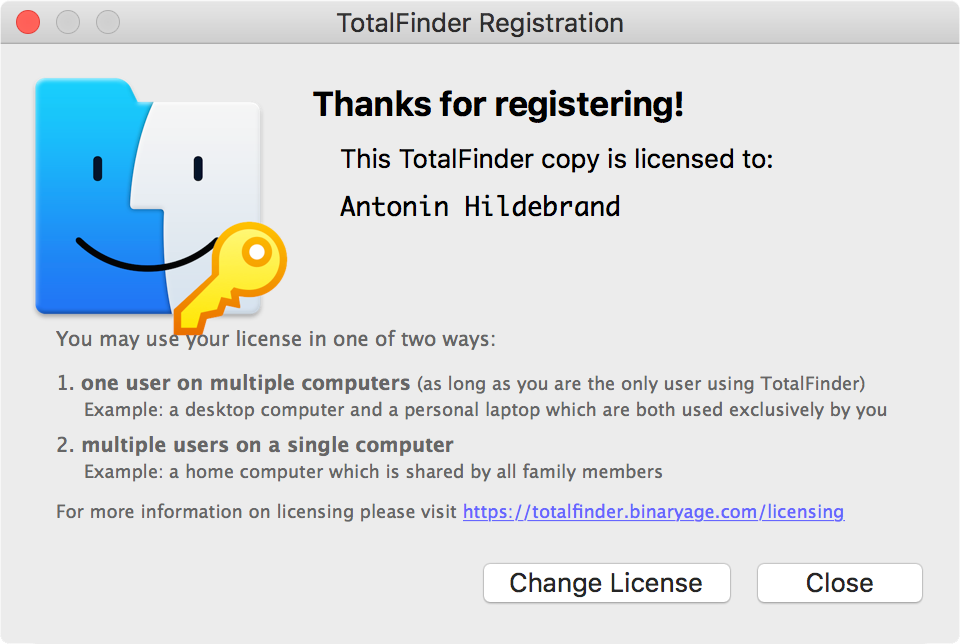 TotalFinder Registration
Thanks for registering!
This TotalFinder copy is licensed to:
Antonin Hildebrand
You may use your license in one of two ways:
1. one user on multiple computers (as long as you are the only user using TotalFinder)
Example: a desktop computer and a personal laptop which are both used exclusively by you
2. multiple users on a single computer
Example: a home computer which is shared by all family members
For more information on licensing please visit https://totalfinder.binaryage.com/licensing
Change License
Close